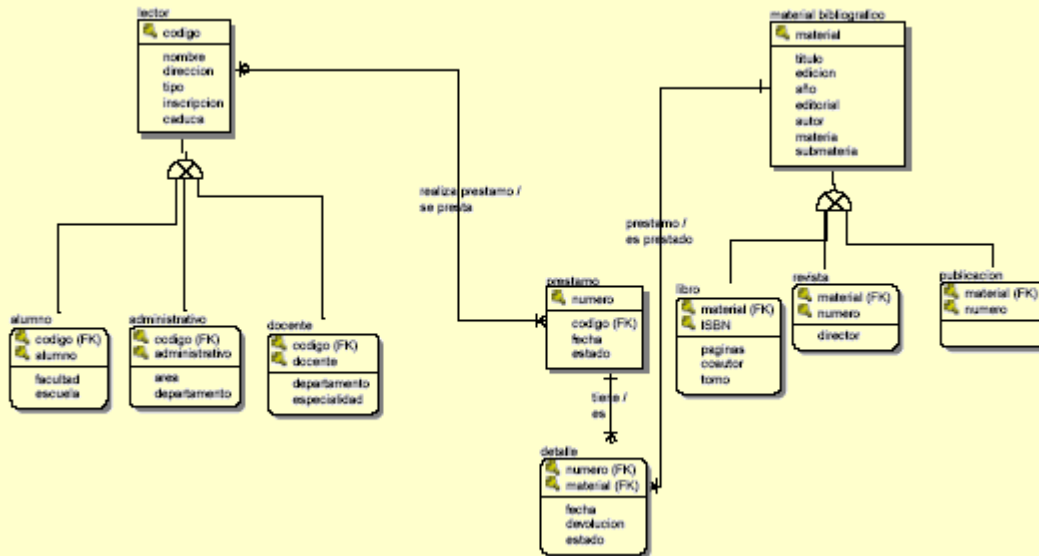 lector
codigo
nombre
direccion
tipo
inscripcion
caduca
material bibliografico
material
titulo
edicion
año
editorial
autor
materia
submateria
realiza prestamo /
se presta
prestamo /
es prestado
alumno
codigo (FK)
alumno
facultad
escuela
administrativo
codigo (FK)
administrativo
area
departamento
docente
codigo (FK)
docente
departamento
especialidad
prestamo
numero
codigo (FK)
fecha
estado
libro
material (FK)
ISBN
paginas
coautor
tomo
revista
material (FK)
numero
director
publicacion
material (FK)
numero
tiene /
es
detalle
numero (FK)
material (FK)
fecha
devolucion
estado